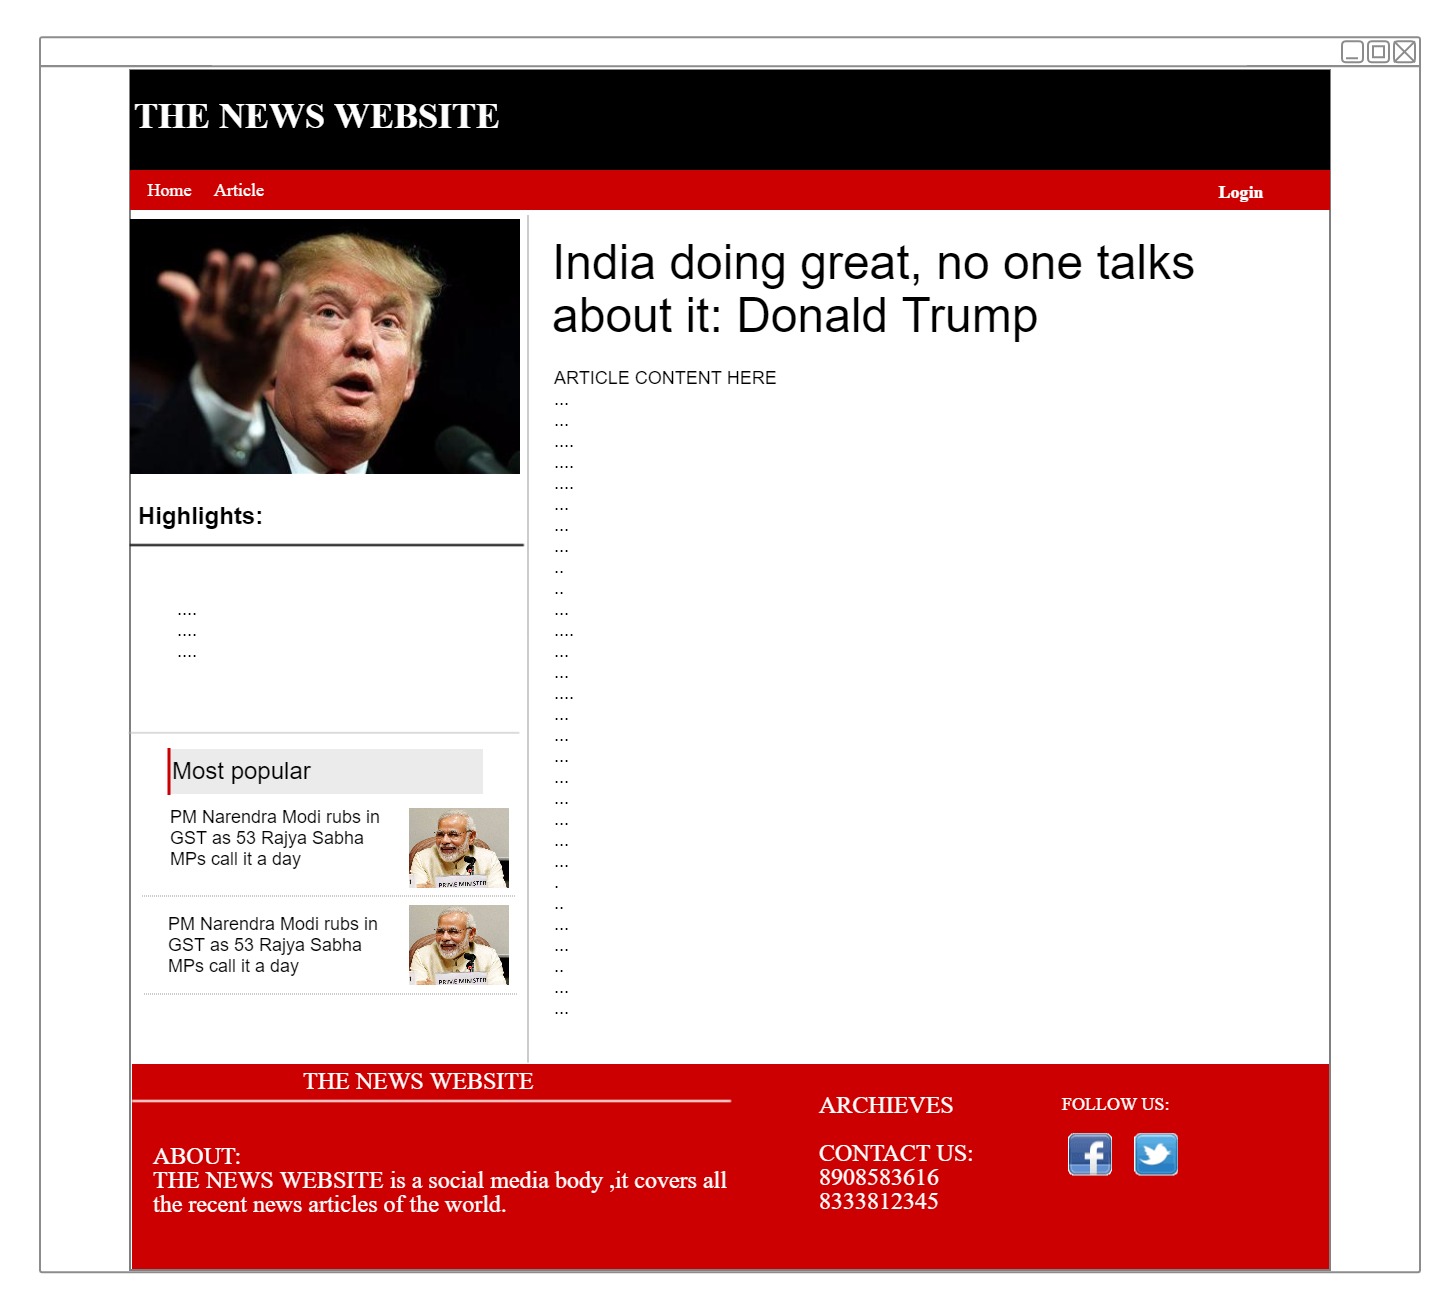 THE NEWS WEBSITE
Home Article Login
India doing great, no one talks
about it: Donald Trump
ARTICLE CONTENT HERE
...
...
....
....
....
...
...
...
..
..
...
....
...
...
....
...
...
...
...
...
...
...
...
.
..
...
...
..
...
...
Highlights:
....
....
....
Most popular
PM Narendra Modi rubs in
GST as 53 Rajya Sabha
MPs call it a day
PRIME MINISTER
PM Narendra Modi rubs in
GST as 53 Rajya Sabha
MPs call it a day
PRIME MINISTER
THE NEWS WEBSITE
ABOUT:
THE NEWS WEBSITE is a social media body ,it covers all
the recent news articles of the world.
ARCHIEVES
CONTACT US:
8908583616
8333812345
FOLLOW US:
f